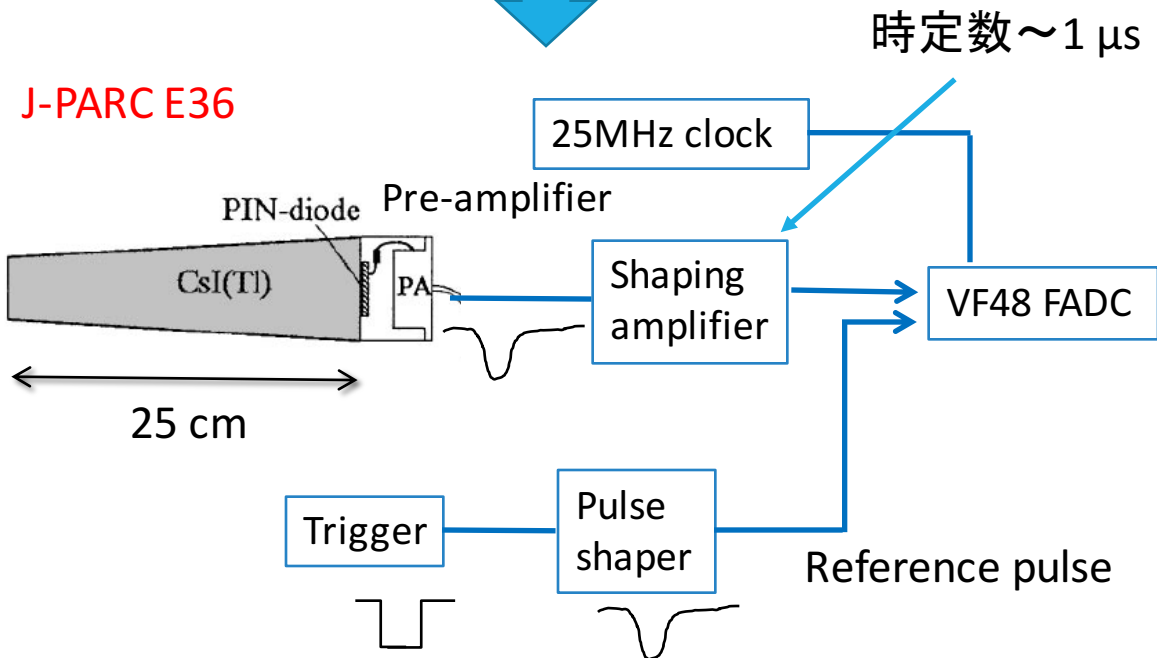 時定数～1 μs
J-PARC E36
25MHz clock
Pre-amplifier
PIN-diode
CsI(Tl)
PA
Shaping
amplifier
VF48 FADC
25 cm
Trigger
Pulse
shaper
Reference pulse